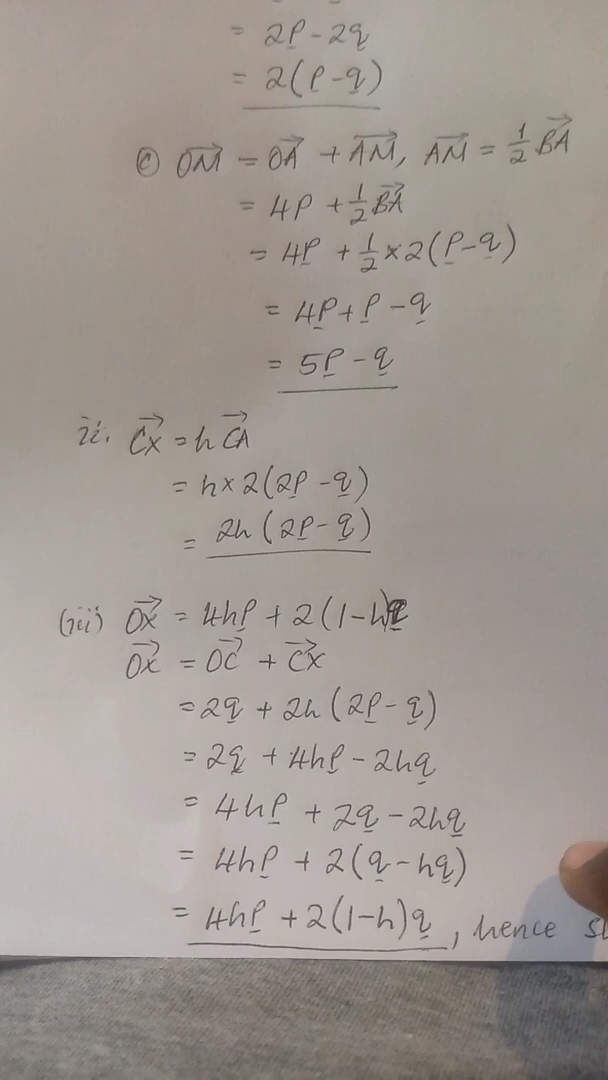 = 2p̲ - 2q̲
= 2(p̲ - q̲)
ⓒ OM⃗ = OA⃗ + AM⃗, AM⃗ = ½ BA⃗
= 4p + ½ BA⃗
= 4p̲ + ½ × 2(p̲ - q̲)
= 4p̲ + p̲ - q̲
= 5p̲ - q̲
ii. CX⃗ = h CA⃗
= h × 2(2p̲ - q̲)
= 2h(2p̲ - q̲)
(iii) OX⃗ = 4hp̲ + 2(1-h)q̲
OX⃗ = OC⃗ + CX⃗
= 2q̲ + 2h(2p̲ - q̲)
= 2q̲ + 4hp̲ - 2hq̲
= 4hp̲ + 2q̲ - 2hq̲
= 4hp̲ + 2(q̲ - hq̲)
= 4hp̲ + 2(1-h)q̲, hence